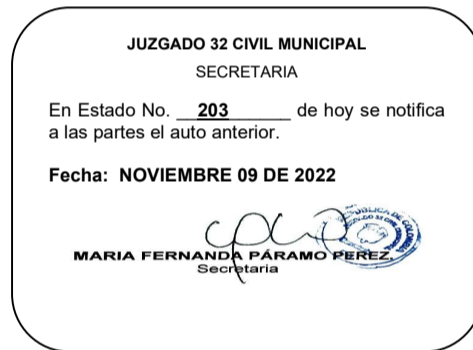 JUZGADO 32 CIVIL MUNICIPAL
SECRETARIA
En Estado No. __203______ de hoy se notifica
a las partes el auto anterior.
Fecha: NOVIEMBRE 09 DE 2022
MARIA FERNANDA PÁRAMO PEREZ
Secretaria